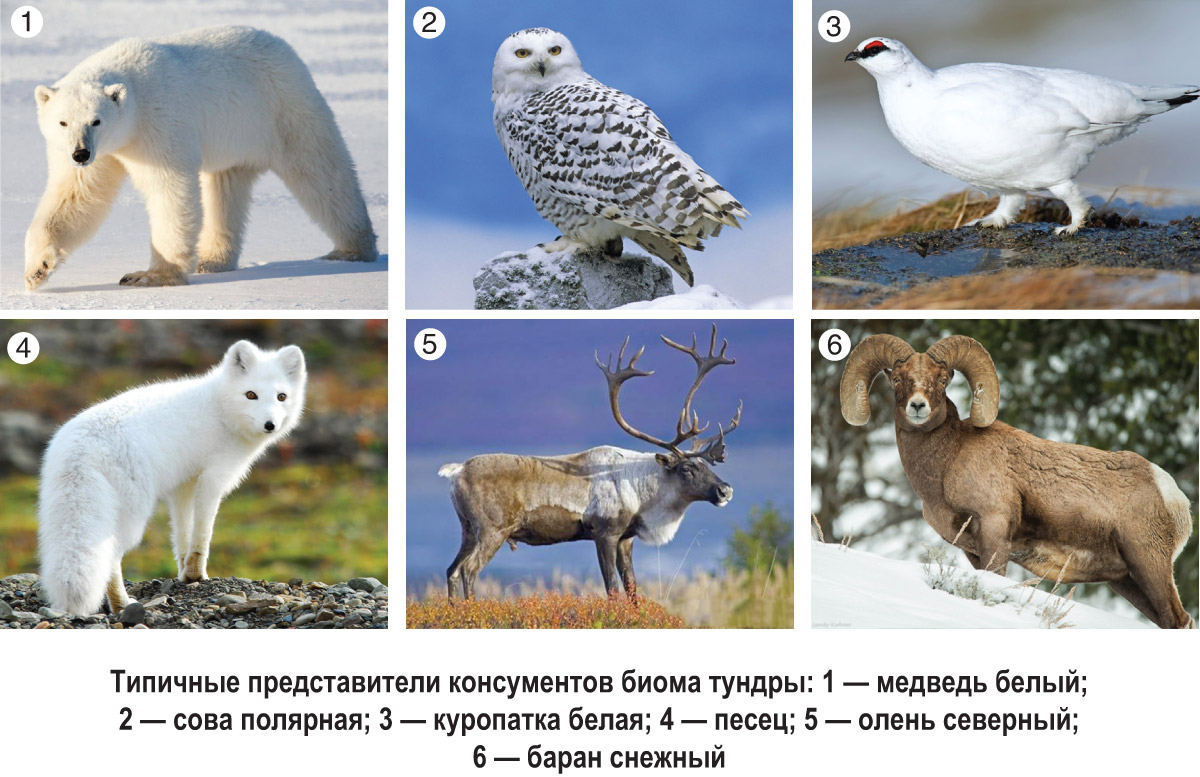 1
2
3
4
5
6
Типичные представители консументов биома тундры: 1 — медведь белый;
2 — сова полярная; 3 — куропатка белая; 4 — песец; 5 — олень северный;
6 — баран снежный